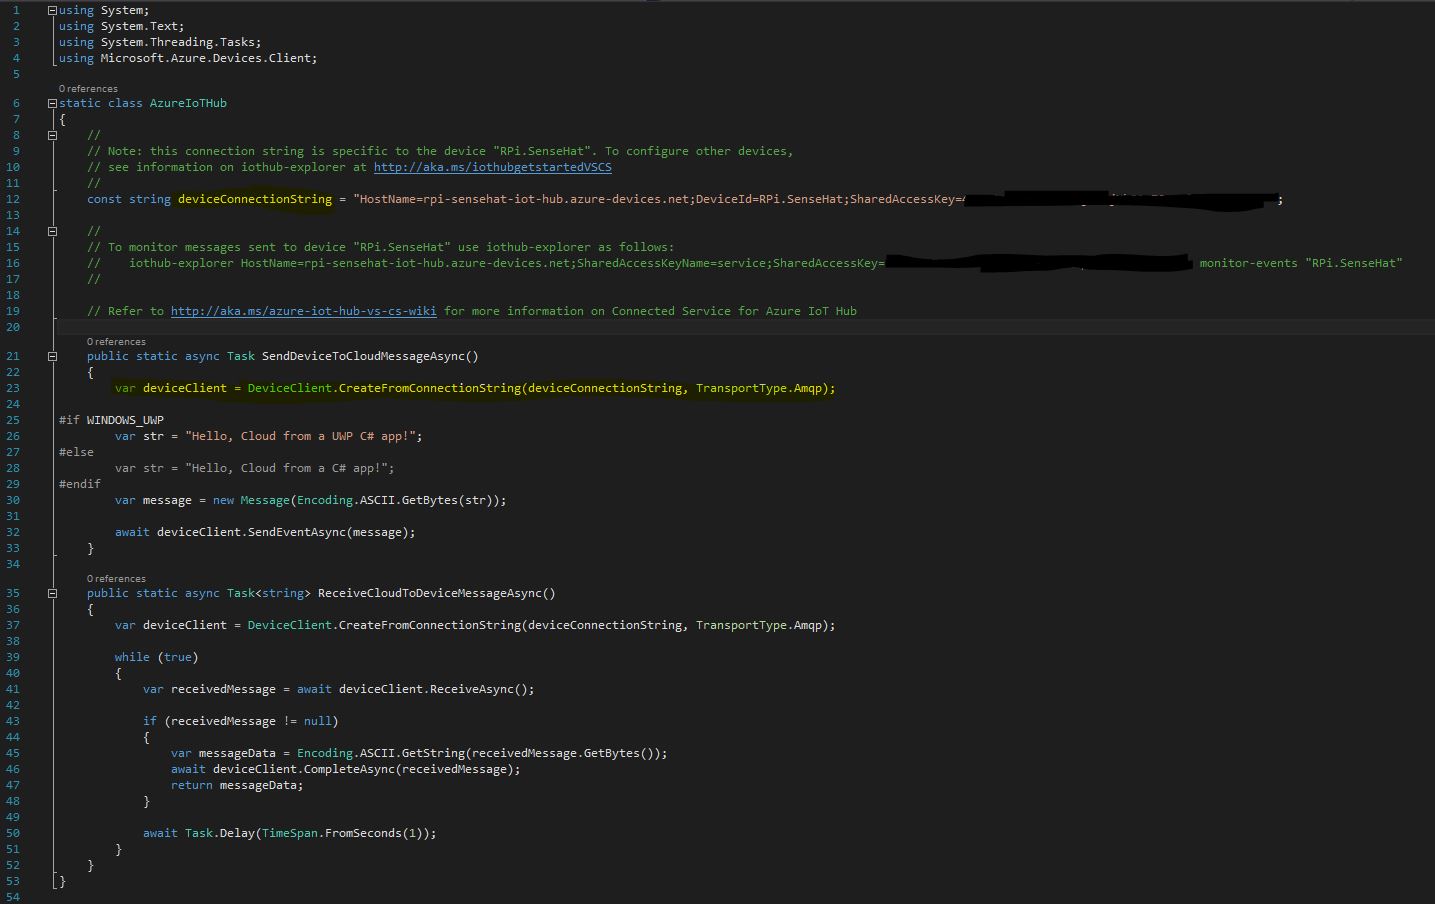 1 using System;
2 using System.Text;
3 using System.Threading.Tasks;
4 using Microsoft.Azure.Devices.Client;
5
0 references
6 static class AzureIoTHub
7 {
8 //
9 // Note: this connection string is specific to the device "RPi.SenseHat". To configure other devices,
10 // see information on iothub-explorer at http://aka.ms/iothubgetstartedVSCS
11 //
12 const string deviceConnectionString = "HostName=rpi-sensehat-iot-hub.azure-devices.net;DeviceId=RPi.SenseHat;SharedAccessKey= ;
13
14 //
15 // To monitor messages sent to device "RPi.SenseHat" use iothub-explorer as follows:
16 // iothub-explorer HostName=rpi-sensehat-iot-hub.azure-devices.net;SharedAccessKeyName=service;SharedAccessKey= monitor-events "RPi.SenseHat"
17 //
18
19 // Refer to http://aka.ms/azure-iot-hub-vs-cs-wiki for more information on Connected Service for Azure IoT Hub
20
0 references
21 public static async Task SendDeviceToCloudMessageAsync()
22 {
23 var deviceClient = DeviceClient.CreateFromConnectionString(deviceConnectionString, TransportType.Amqp);
24
25 #if WINDOWS_UWP
26 var str = "Hello, Cloud from a UWP C# app!";
27 #else
28 var str = "Hello, Cloud from a C# app!";
29 #endif
30 var message = new Message(Encoding.ASCII.GetBytes(str));
31
32 await deviceClient.SendEventAsync(message);
33 }
34
0 references
35 public static async Task<string> ReceiveCloudToDeviceMessageAsync()
36 {
37 var deviceClient = DeviceClient.CreateFromConnectionString(deviceConnectionString, TransportType.Amqp);
38
39 while (true)
40 {
41 var receivedMessage = await deviceClient.ReceiveAsync();
42
43 if (receivedMessage != null)
44 {
45 var messageData = Encoding.ASCII.GetString(receivedMessage.GetBytes());
46 await deviceClient.CompleteAsync(receivedMessage);
47 return messageData;
48 }
49
50 await Task.Delay(TimeSpan.FromSeconds(1));
51 }
52 }
53 }
54